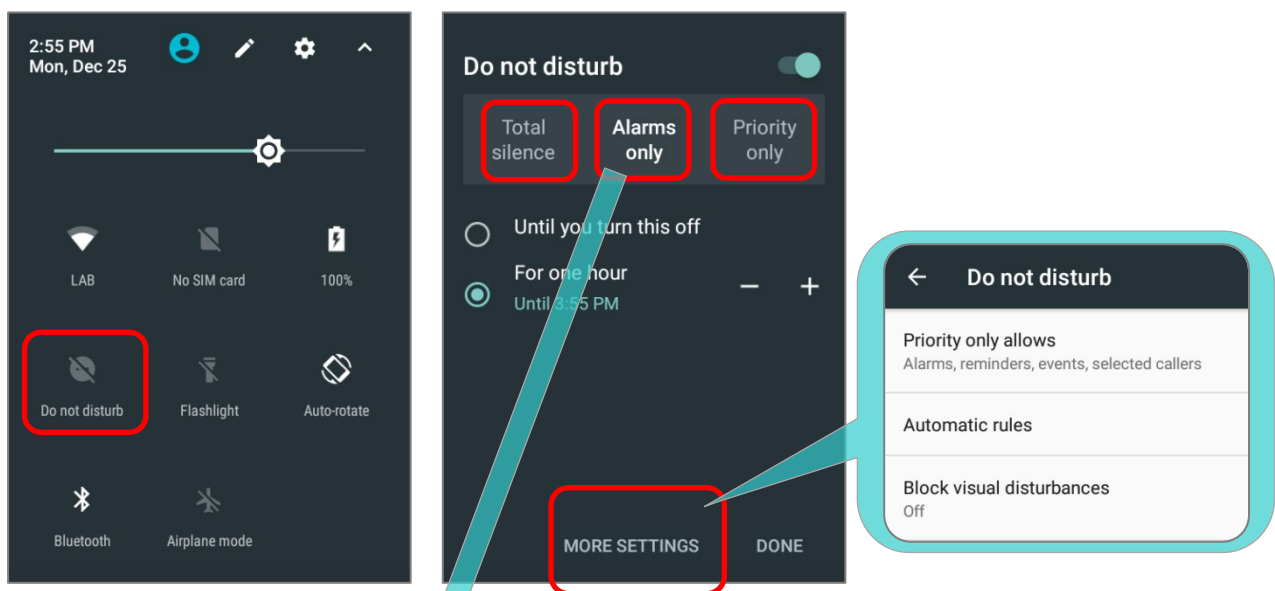 2:55 PM
Mon, Dec 25
LAB
No SIM card
100%
Do not disturb
Flashlight
Auto-rotate
Bluetooth
Airplane mode
Do not disturb
Total
silence
Alarms
only
Priority
only
Until you turn this off
For one hour
Until 3:55 PM
MORE SETTINGS
DONE
Do not disturb
Priority only allows
Alarms, reminders, events, selected callers
Automatic rules
Block visual disturbances
Off